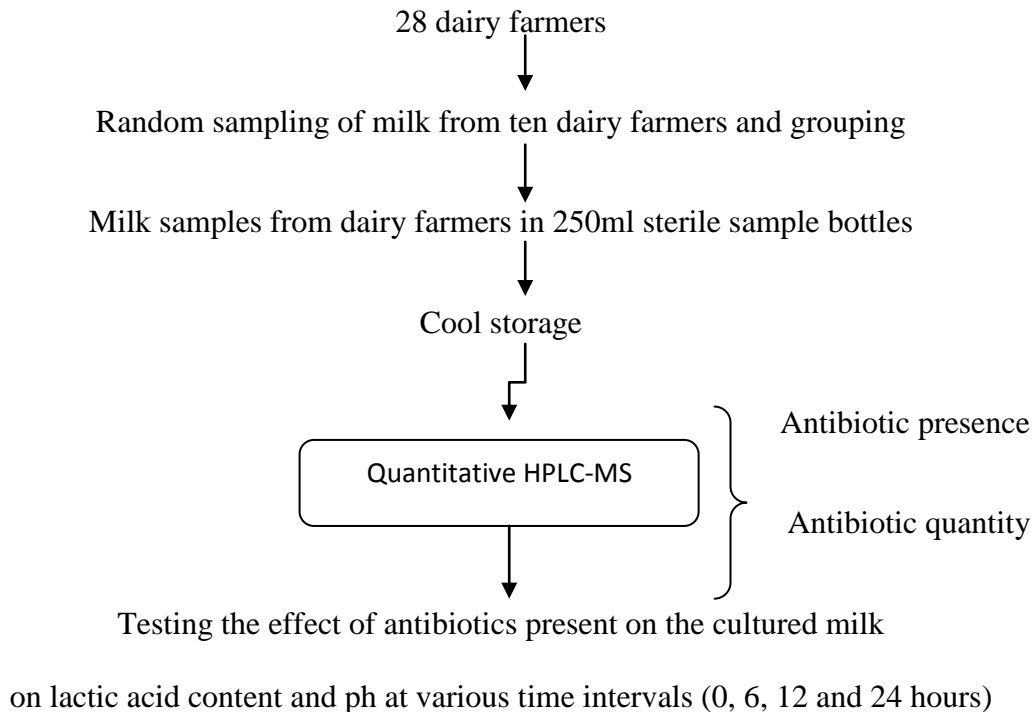 28 dairy farmers
Random sampling of milk from ten dairy farmers and grouping
Milk samples from dairy farmers in 250ml sterile sample bottles
Cool storage
Quantitative HPLC-MS
Antibiotic presence
Antibiotic quantity
Testing the effect of antibiotics present on the cultured milk
on lactic acid content and ph at various time intervals (0, 6, 12 and 24 hours)